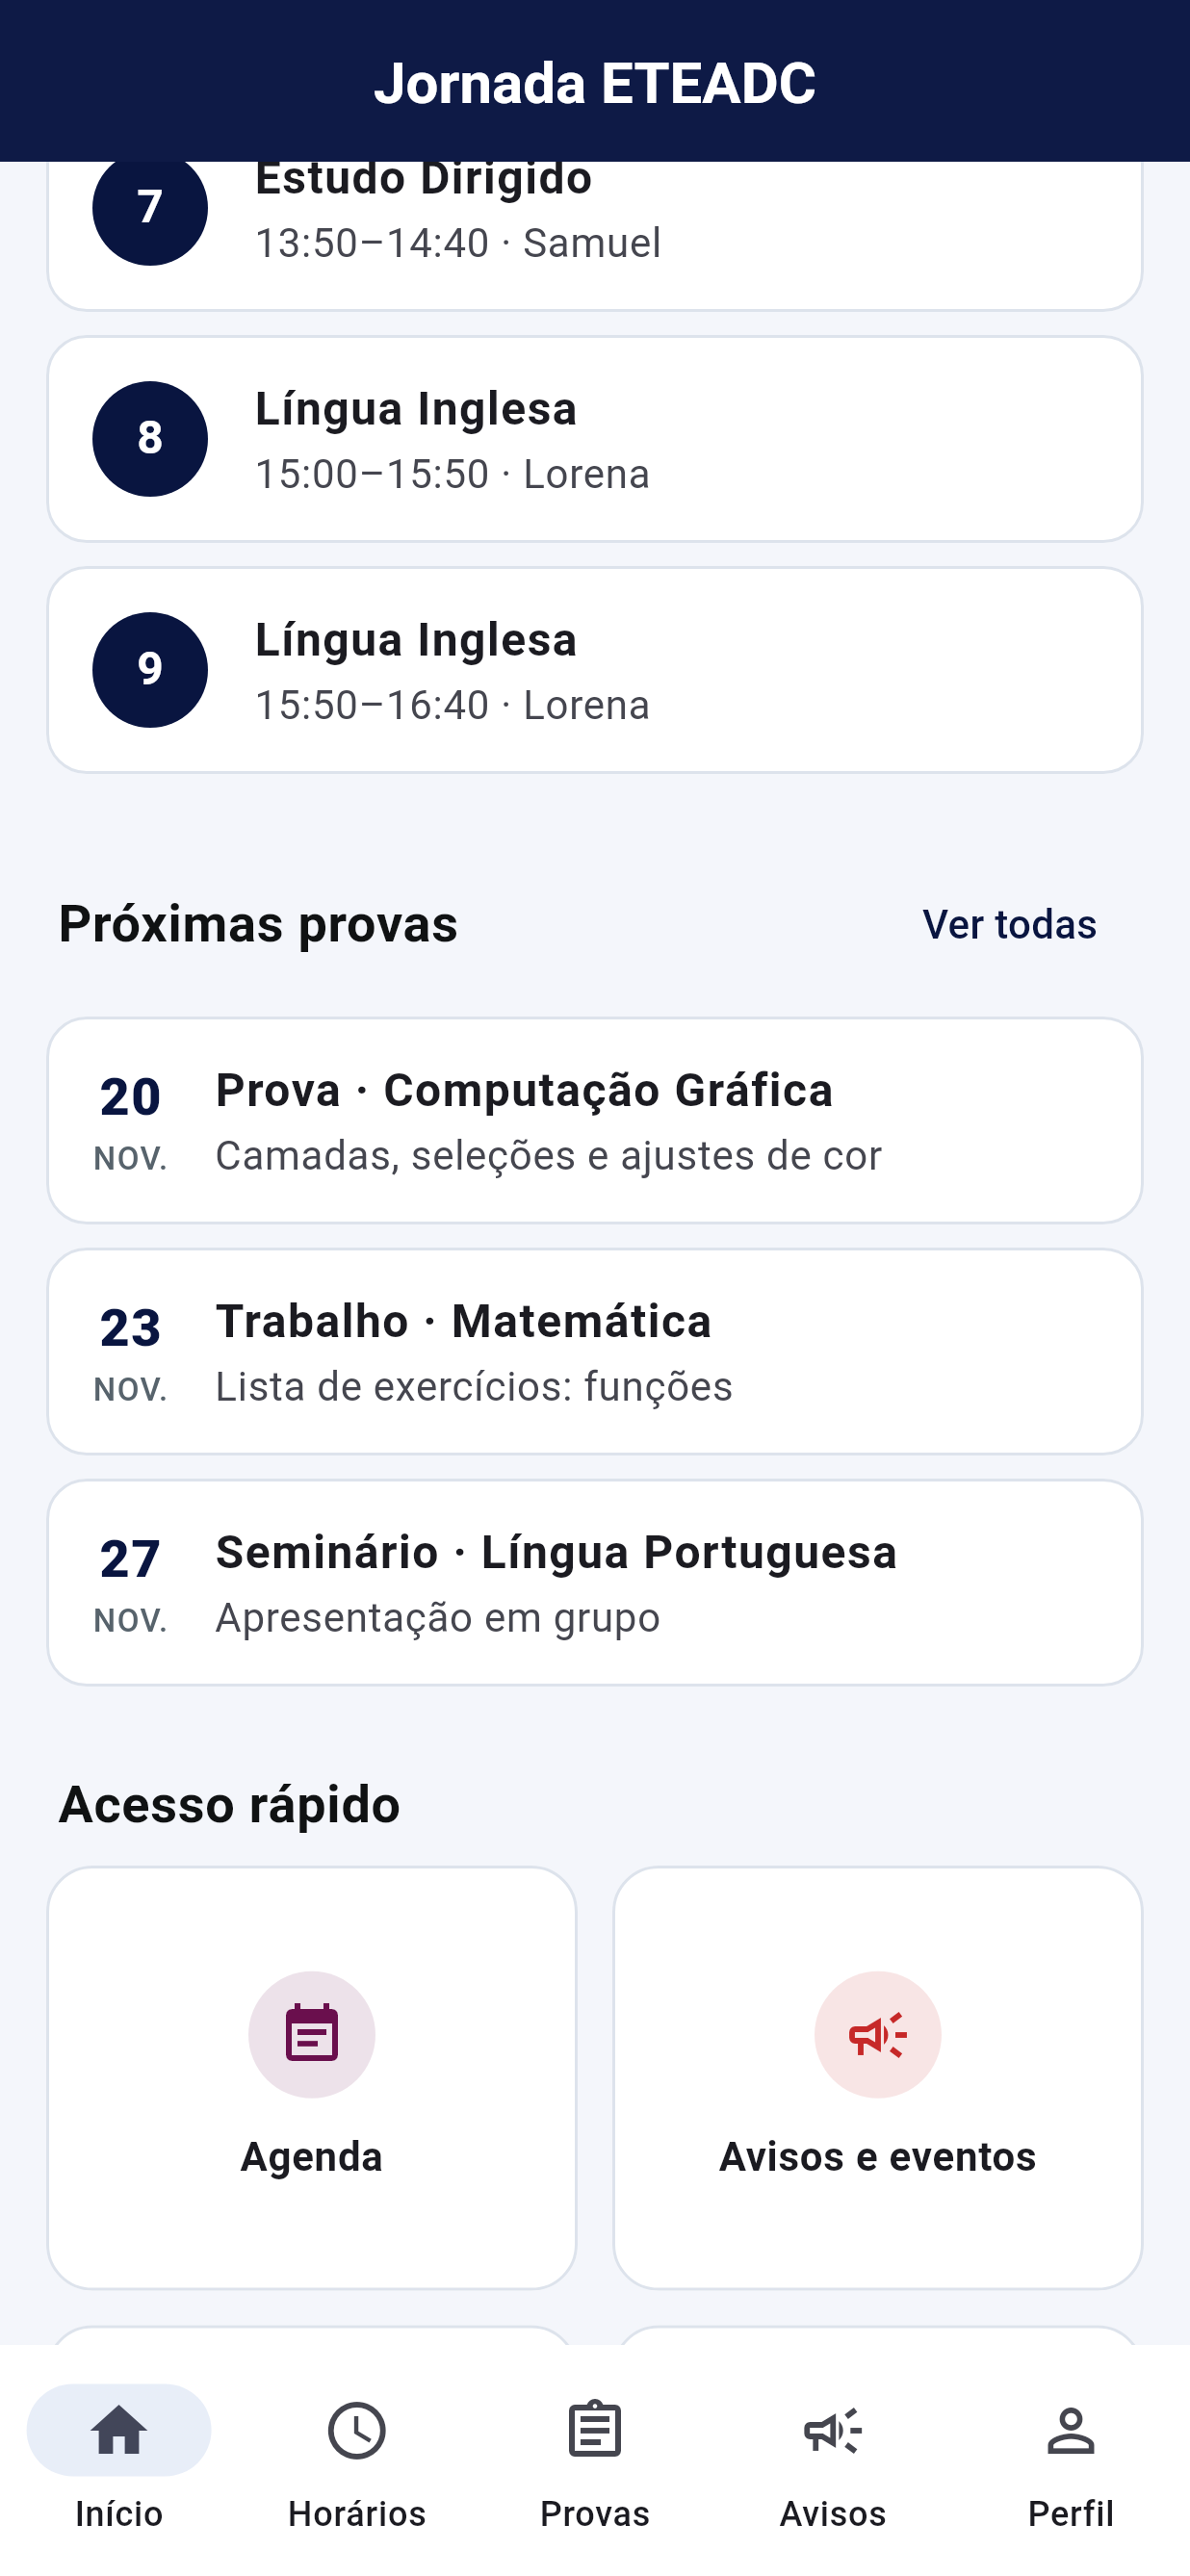 Jornada ETEADC
7
Estudo Dirigido
13:50–14:40 · Samuel
8
Língua Inglesa
15:00–15:50 · Lorena
9
Língua Inglesa
15:50–16:40 · Lorena
Próximas provas
Ver todas
20
NOV.
Prova · Computação Gráfica
Camadas, seleções e ajustes de cor
23
NOV.
Trabalho · Matemática
Lista de exercícios: funções
27
NOV.
Seminário · Língua Portuguesa
Apresentação em grupo
Acesso rápido
Agenda
Avisos e eventos
Início
Horários
Provas
Avisos
Perfil